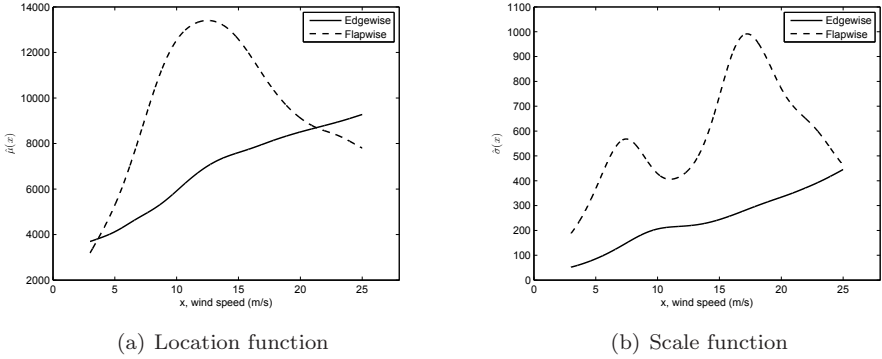 14000
12000
10000
8000
6000
4000
2000
0 5 10 15 20 25
μ̂(x)
x, wind speed (m/s)
Edgewise
Flapwise
(a) Location function
1100
1000
900
800
700
600
500
400
300
200
100
0
0 5 10 15 20 25
σ̂(x)
x, wind speed (m/s)
Edgewise
Flapwise
(b) Scale function